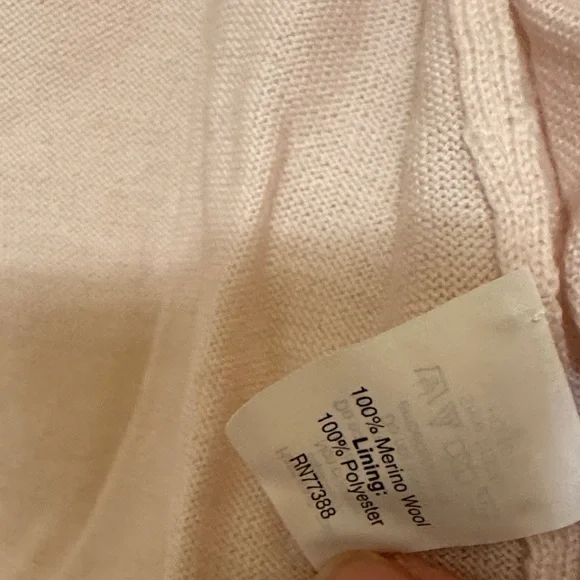 100% Merino Wool
Lining:
100% Polyester
RN77388